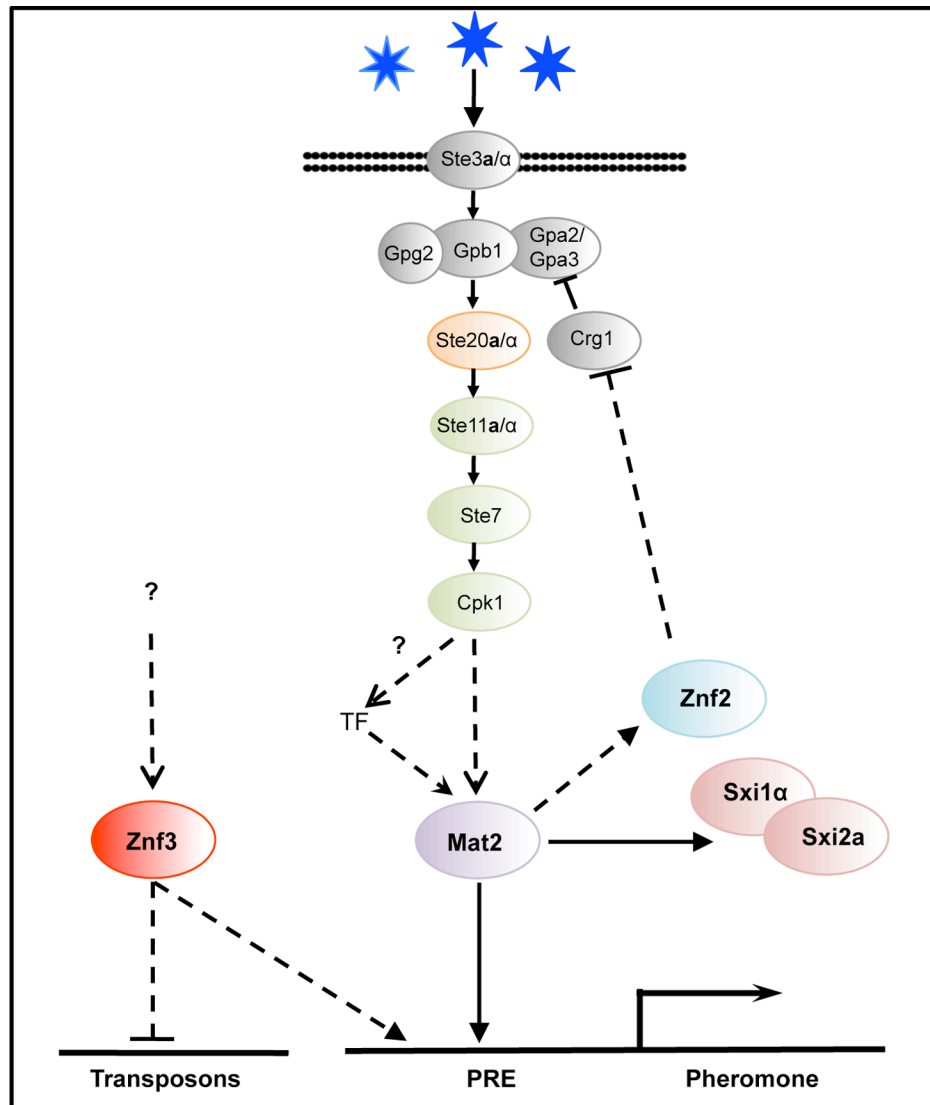 Ste3a/α
Gpg2
Gpb1
Gpa2/
Gpa3
Ste20a/α
Crg1
Ste11a/α
Ste7
?
Cpk1
?
TF
Znf2
Znf3
Mat2
Sxi1α
Sxi2a
Transposons
PRE
Pheromone